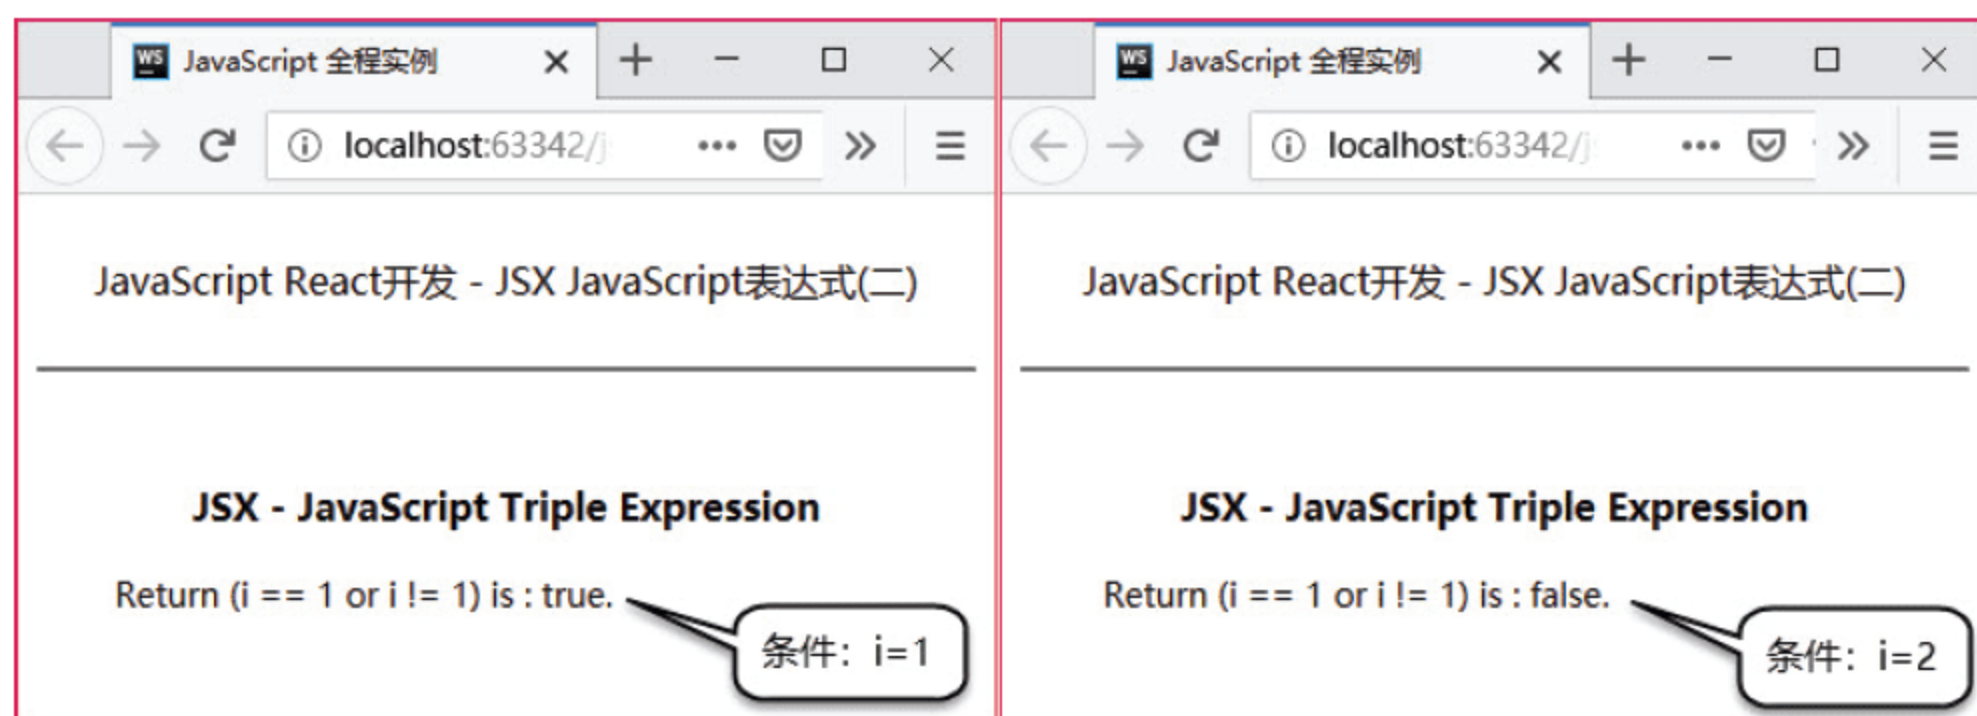 WS JavaScript 全程实例
localhost:63342/j
JavaScript React开发 - JSX JavaScript表达式(二)
JSX - JavaScript Triple Expression
Return (i == 1 or i != 1) is : true.
条件：i=1
WS JavaScript 全程实例
localhost:63342/j
JavaScript React开发 - JSX JavaScript表达式(二)
JSX - JavaScript Triple Expression
Return (i == 1 or i != 1) is : false.
条件：i=2